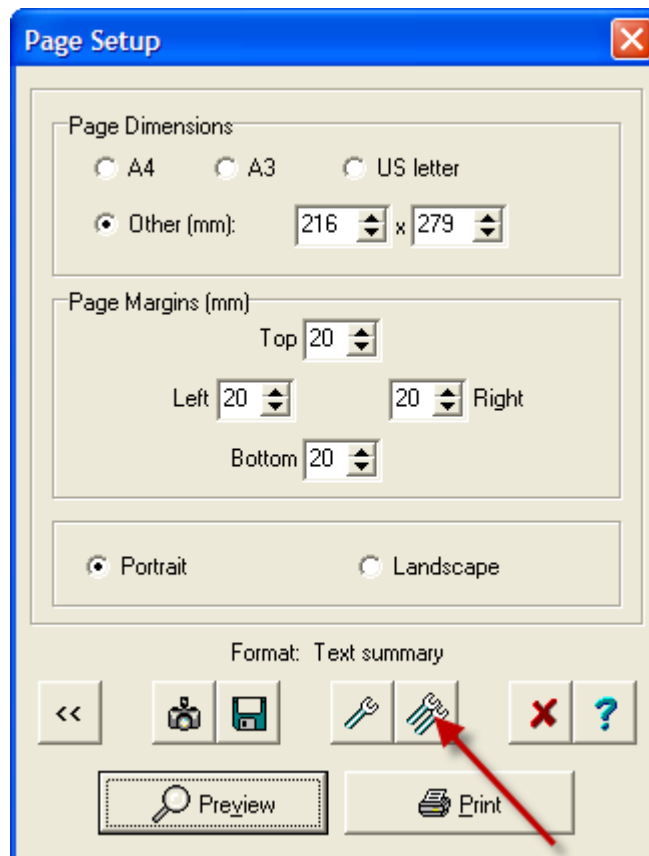 Page Setup
Page Dimensions
A4 A3 US letter
Other (mm): 216 x 279
Page Margins (mm)
Top 20
Left 20 20 Right
Bottom 20
Portrait Landscape
Format: Text summary
<< ?
Preview Print